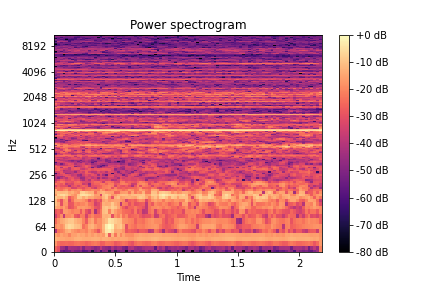 Power spectrogram
8192
4096
2048
1024
512
256
128
64
0
Hz
0
0.5
1
1.5
2
Time
+0 dB
-10 dB
-20 dB
-30 dB
-40 dB
-50 dB
-60 dB
-70 dB
-80 dB